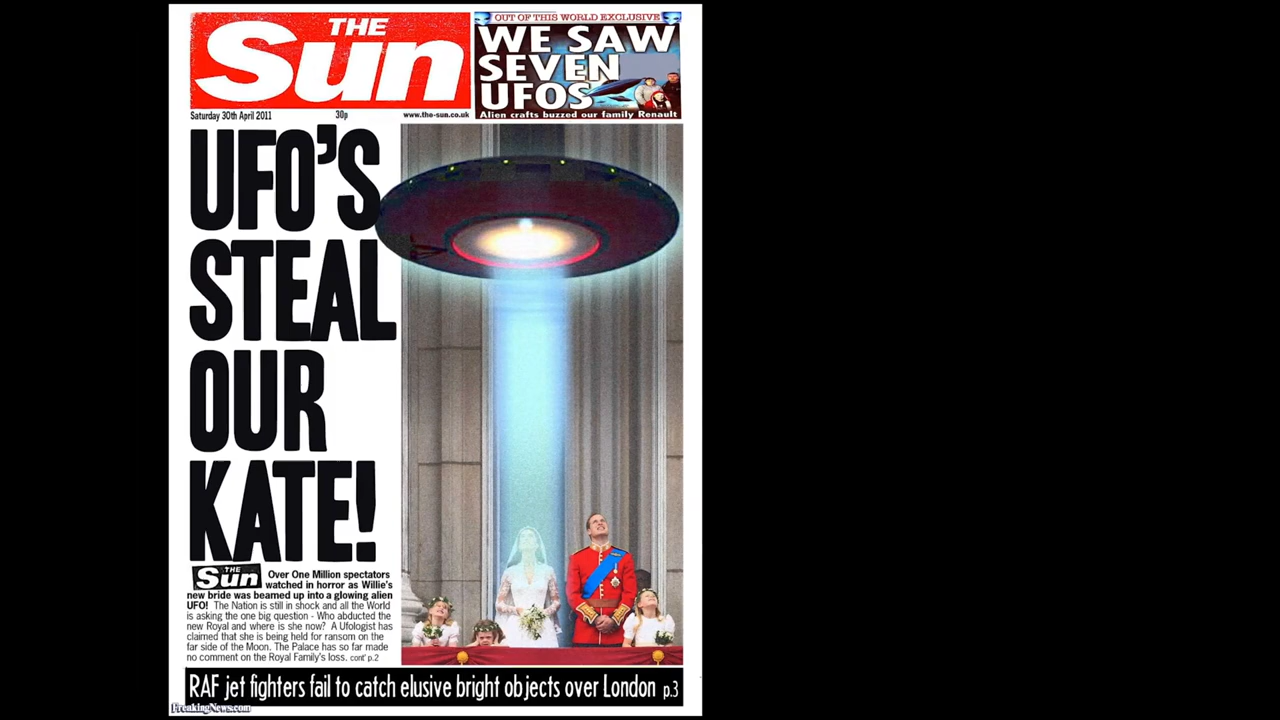 THE
Sun
OUT OF THIS WORLD EXCLUSIVE
WE SAW
SEVEN
UFOS
Alien crafts buzzed our family Renault
Saturday 30th April 2011 30p www.the-sun.co.uk
UFO'S
STEAL
OUR
KATE!
THE
Sun
Over One Million spectators
watched in horror as Willie's
new bride was beamed up into a glowing alien
UFO! The Nation is still in shock and all the World
is asking the one big question - Who abducted the
new Royal and where is she now? A Ufologist has
claimed that she is being held for ransom on the
far side of the Moon. The Palace has so far made
no comment on the Royal Family's loss. cont' p.2
RAF jet fighters fail to catch elusive bright objects over London p.3
FreakingNews.com